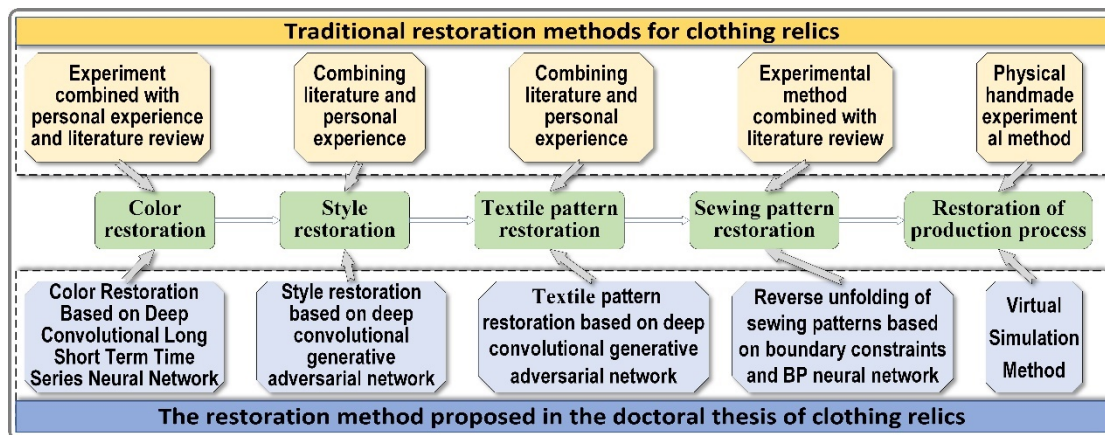 Traditional restoration methods for clothing relics
Experiment
combined with
personal experience
and literature review
Combining
literature and
personal
experience
Combining
literature and
personal
experience
Experimental
method
combined with
literature review
Physical
handmade
experiment
al method
Color
restoration
Style
restoration
Textile pattern
restoration
Sewing pattern
restoration
Restoration of
production process
Color Restoration
Based on Deep
Convolutional Long
Short Term Time
Series Neural Network
Style restoration
based on deep
convolutional
generative
adversarial network
Textile pattern
restoration based on deep
convolutional generative
adversarial network
Reverse unfolding of
sewing patterns based
on boundary constraints
and BP neural network
Virtual
Simulation
Method
The restoration method proposed in the doctoral thesis of clothing relics